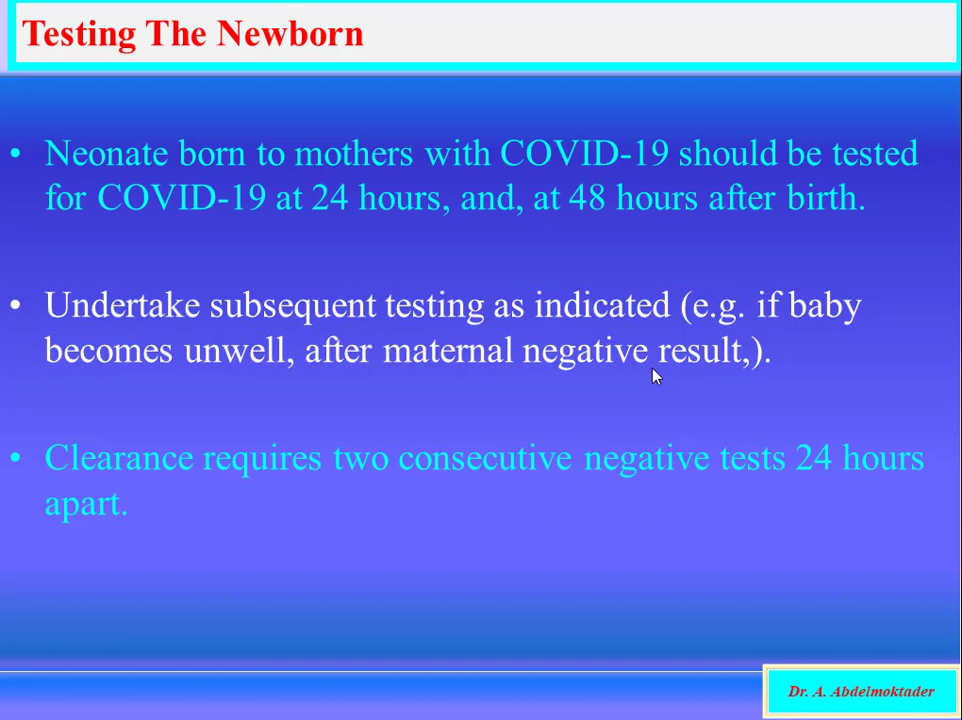 Testing The Newborn
• Neonate born to mothers with COVID-19 should be tested
for COVID-19 at 24 hours, and, at 48 hours after birth.
• Undertake subsequent testing as indicated (e.g. if baby
becomes unwell, after maternal negative result,).
• Clearance requires two consecutive negative tests 24 hours
apart.
Dr. A. Abdelmoktader